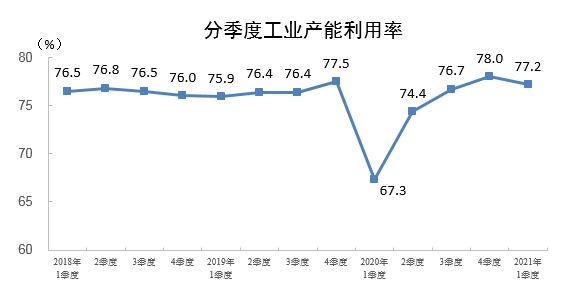 分季度工业产能利用率
（%）
80
75
70
65
60
76.5
76.8
76.5
76.0
75.9
76.4
76.4
77.5
67.3
74.4
76.7
78.0
77.2
2018年
1季度
2季度
3季度
4季度
2019年
1季度
2季度
3季度
4季度
2020年
1季度
2季度
3季度
4季度
2021年
1季度